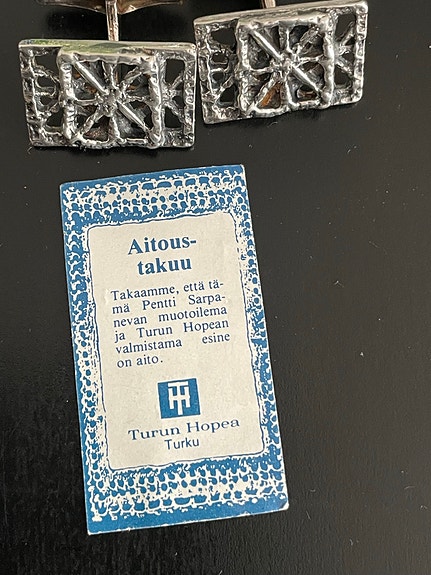 Aitous-
takuu
Takaamme, että tä-
mä Pentti Sarpa-
nevan muotoilema
ja Turun Hopean
valmistama esine
on aito.
TH
Turun Hopea
Turku